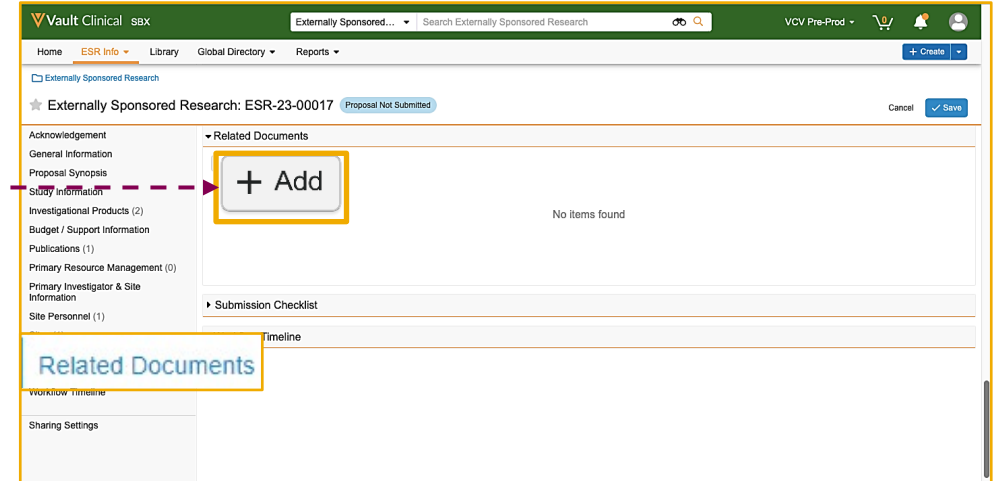 Vault Clinical SBX
Externally Sponsored...
Search Externally Sponsored Research
VCV Pre-Prod
0
Home
ESR Info
Library
Global Directory
Reports
+ Create
Externally Sponsored Research
Externally Sponsored Research: ESR-23-00017
Proposal Not Submitted
Cancel
Save
Acknowledgement
General Information
Proposal Synopsis
Study Information
Investigational Products (2)
Budget / Support Information
Publications (1)
Primary Resource Management (0)
Primary Investigator & Site
Information
Site Personnel (1)
Related Documents
Workflow Timeline
Sharing Settings
Related Documents
+ Add
No items found
Submission Checklist
Timeline